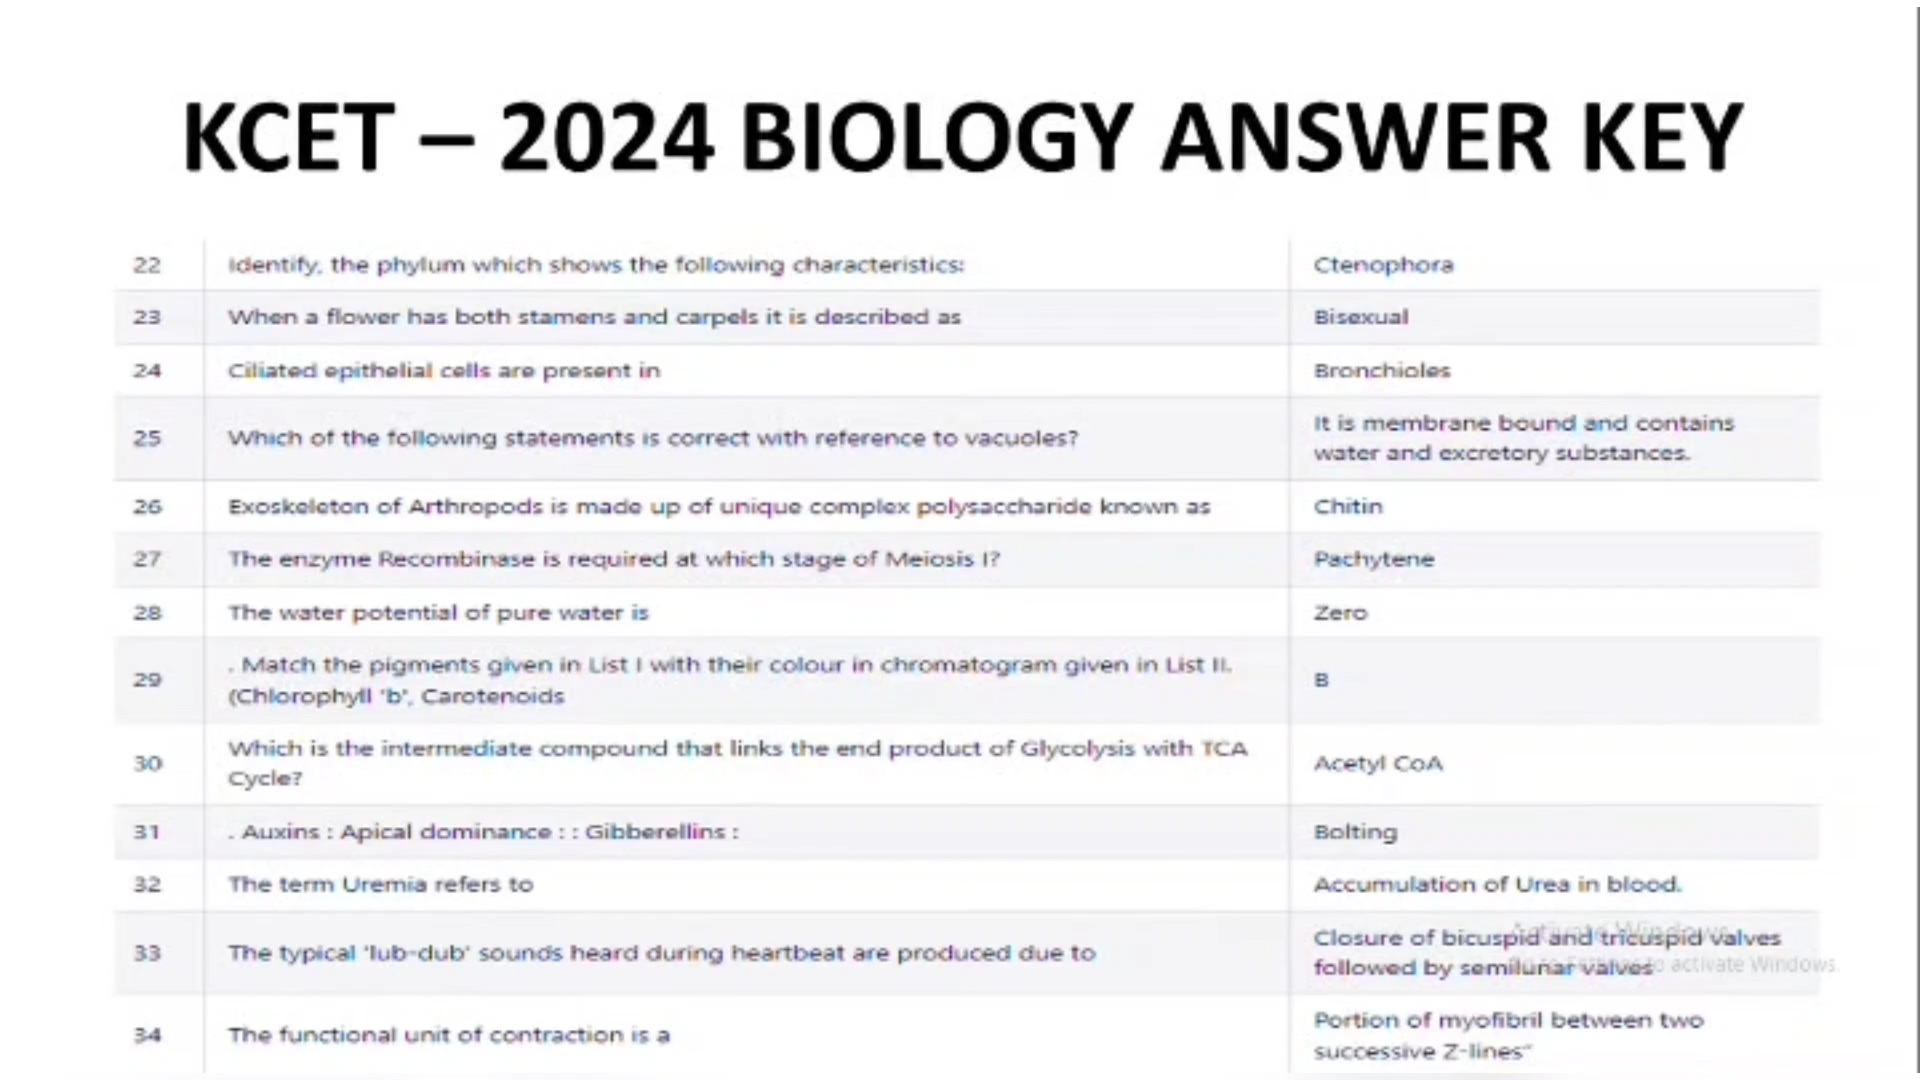 KCET – 2024 BIOLOGY ANSWER KEY
22 Identify, the phylum which shows the following characteristics: Ctenophora
23 When a flower has both stamens and carpels it is described as Bisexual
24 Ciliated epithelial cells are present in Bronchioles
25 Which of the following statements is correct with reference to vacuoles? It is membrane bound and contains
water and excretory substances.
26 Exoskeleton of Arthropods is made up of unique complex polysaccharide known as Chitin
27 The enzyme Recombinase is required at which stage of Meiosis I? Pachytene
28 The water potential of pure water is Zero
29 . Match the pigments given in List I with their colour in chromatogram given in List II.
(Chlorophyll 'b', Carotenoids
B
30 Which is the intermediate compound that links the end product of Glycolysis with TCA
Cycle?
Acetyl CoA
31 . Auxins : Apical dominance : : Gibberellins : Bolting
32 The term Uremia refers to Accumulation of Urea in blood.
33 The typical 'lub-dub' sounds heard during heartbeat are produced due to Closure of bicuspid and tricuspid valves
followed by semilunar valves
Activate Windows
Go to Settings to activate Windows.
34 The functional unit of contraction is a Portion of myofibril between two
successive Z-lines"